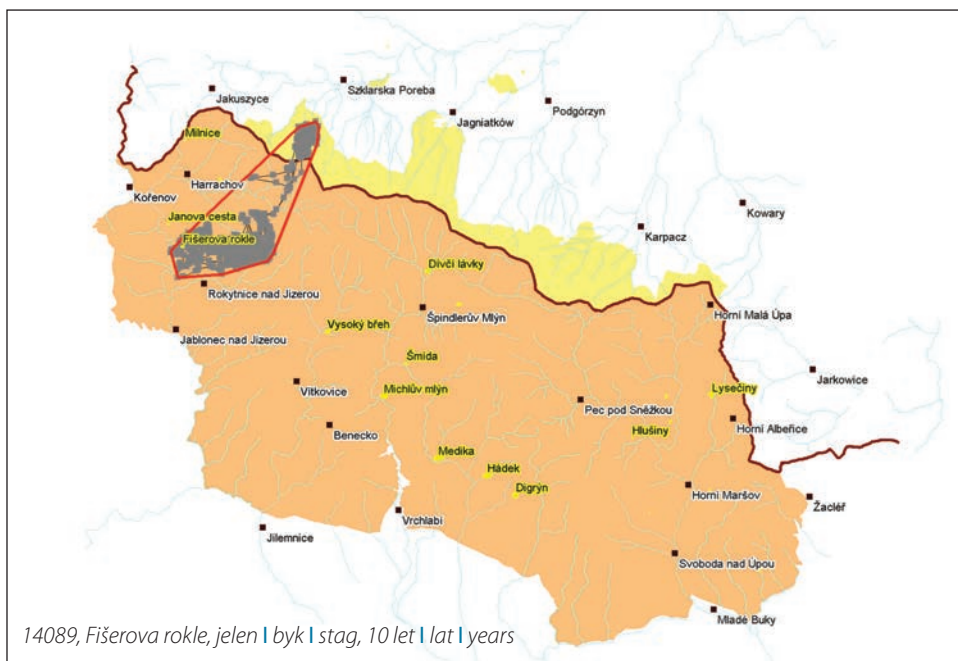 Szklarska Poreba
Jakuszyce
Podgórzyn
Jagniatków
Milnice
Harrachov
Kořenov
Kowary
Janova cesta
Karpacz
Fišerova rokle
Dívčí lávky
Rokytnice nad Jizerou
Horní Malá Úpa
Špindlerův Mlýn
Vysoký břeh
Jablonec nad Jizerou
Šmída
Jarkowice
Vítkovice
Lysečiny
Michlův mlýn
Pec pod Sněžkou
Horní Albeřice
Benecko
Hlušiny
Medika
Hádek
Horní Maršov
Digrýn
Žacléř
Vrchlabí
Jilemnice
Svoboda nad Úpou
Mladé Buky
14089, Fišerova rokle, jelen | byk | stag, 10 let | lat | years